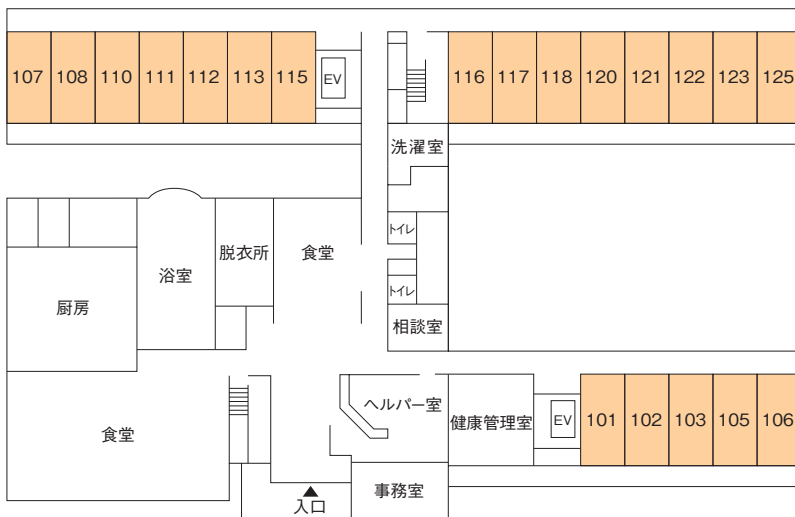 107 108 110 111 112 113 115 EV 116 117 118 120 121 122 123 125
洗濯室
トイレ
脱衣所 食堂
浴室
トイレ
厨房
相談室
ヘルパー室
健康管理室 EV 101 102 103 105 106
食堂
事務室
入口